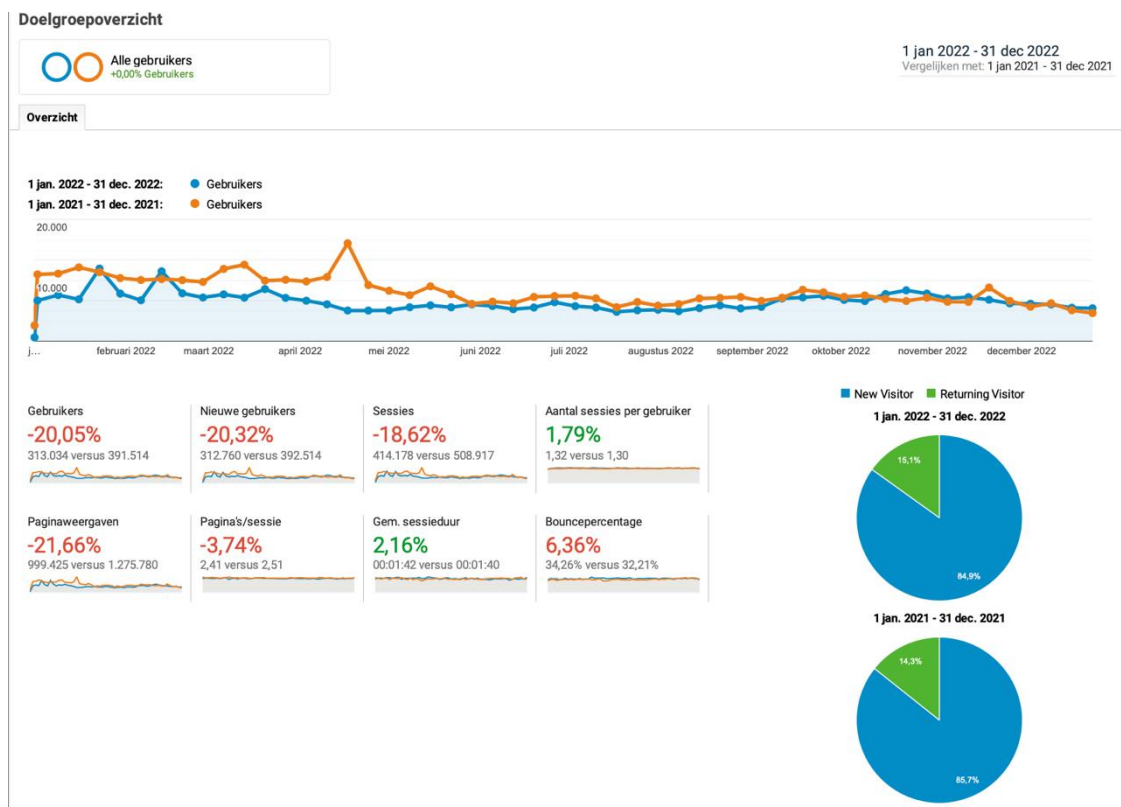 Doelgroepoverzicht
Alle gebruikers
+0,00% Gebruikers
1 jan 2022 - 31 dec 2022
Vergelijken met: 1 jan 2021 - 31 dec 2021
Overzicht
1 jan. 2022 - 31 dec. 2022: Gebruikers
1 jan. 2021 - 31 dec. 2021: Gebruikers
20.000
10.000
j... februari 2022 maart 2022 april 2022 mei 2022 juni 2022 juli 2022 augustus 2022 september 2022 oktober 2022 november 2022 december 2022
New Visitor Returning Visitor
1 jan. 2022 - 31 dec. 2022
15,1%
84,9%
Gebruikers
-20,05%
313.034 versus 391.514
Nieuwe gebruikers
-20,32%
312.760 versus 392.514
Sessies
-18,62%
414.178 versus 508.917
Aantal sessies per gebruiker
1,79%
1,32 versus 1,30
Paginaweergaven
-21,66%
999.425 versus 1.275.780
Pagina's/sessie
-3,74%
2,41 versus 2,51
Gem. sessieduur
2,16%
00:01:42 versus 00:01:40
Bouncepercentage
6,36%
34,26% versus 32,21%
1 jan. 2021 - 31 dec. 2021
14,3%
85,7%